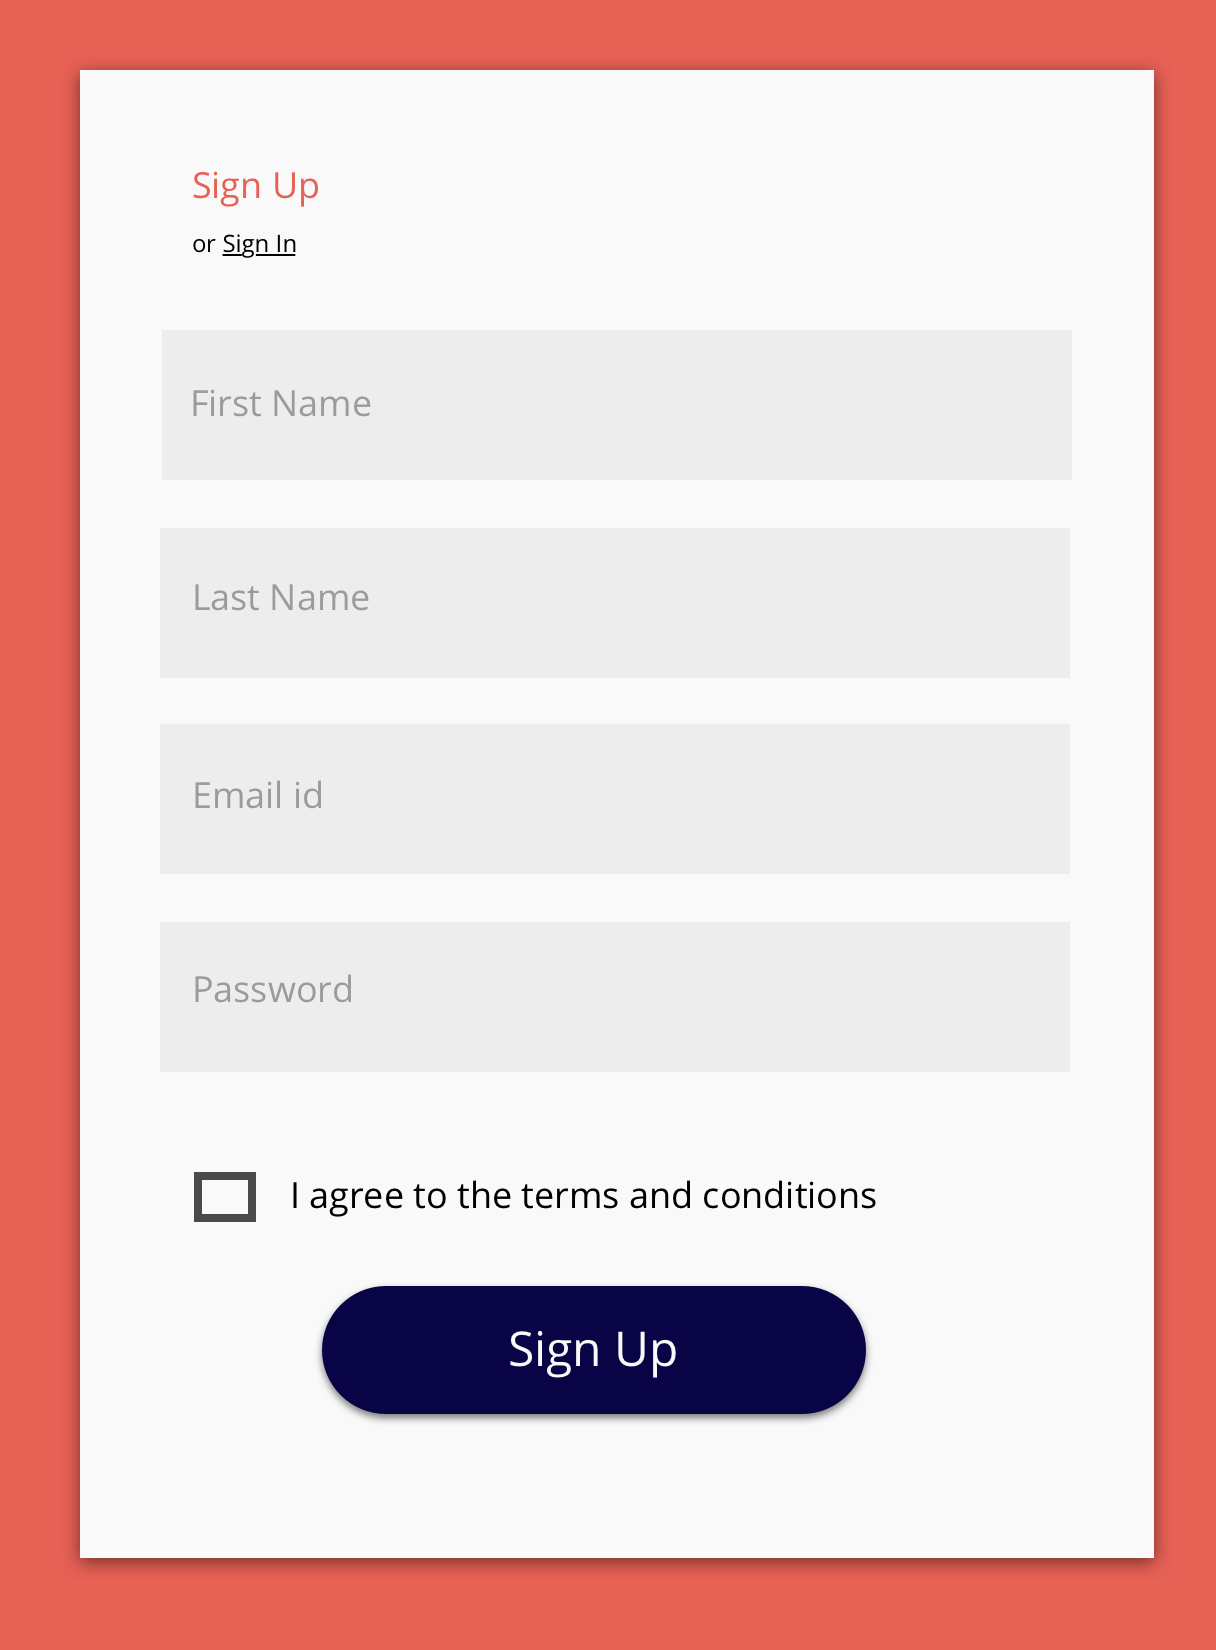 Sign Up
or Sign In
First Name
Last Name
Email id
Password
I agree to the terms and conditions
Sign Up